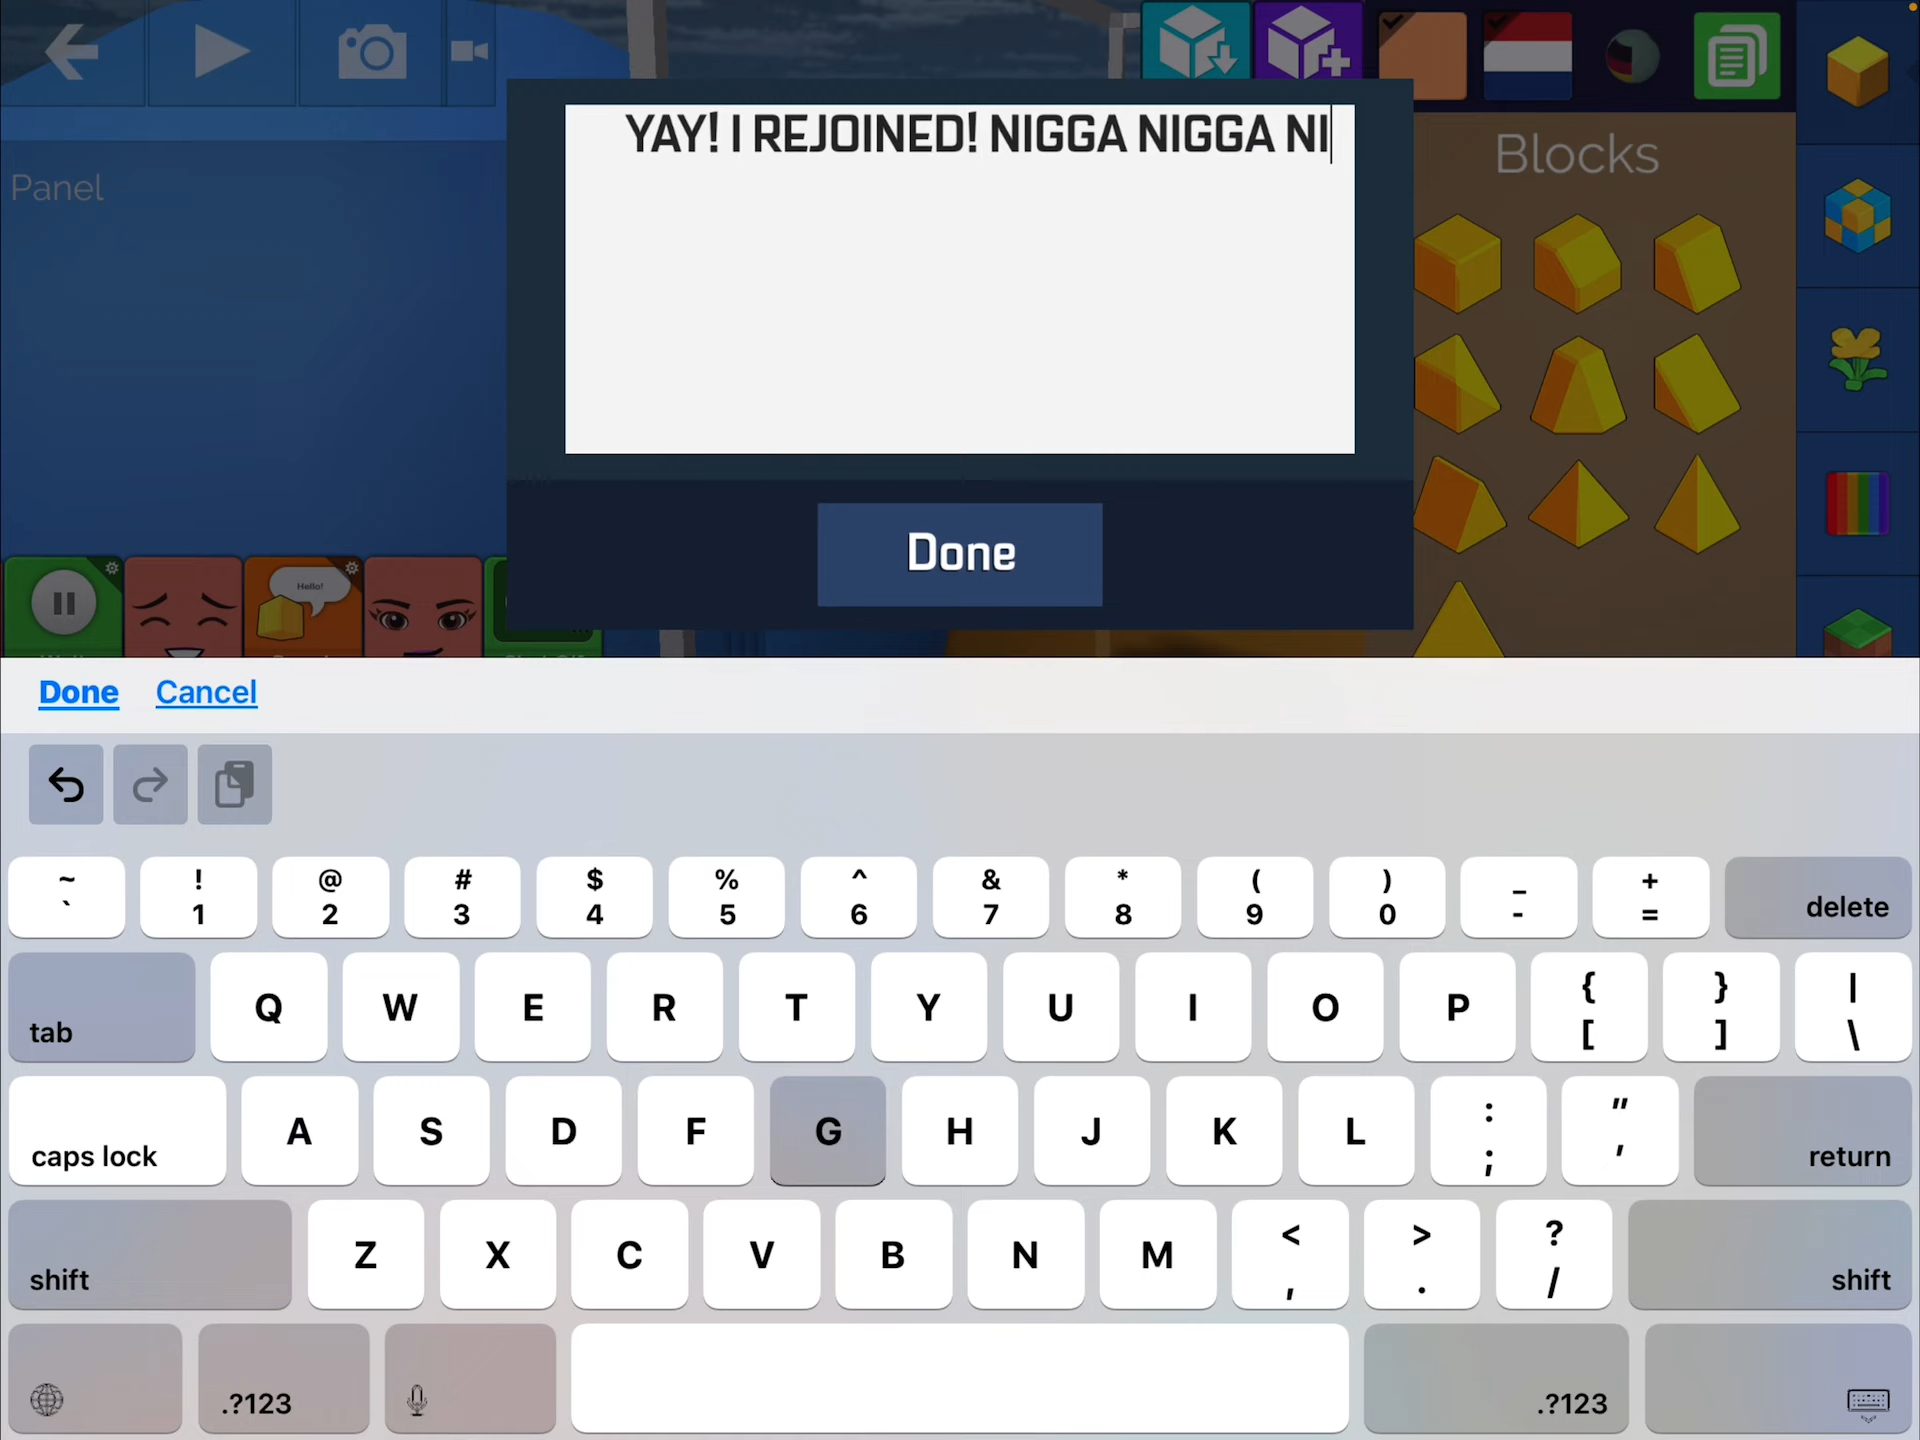 YAY! I REJOINED! NIGGA NIGGA NI
Blocks
Panel
Hello!
Done
Done Cancel
~ ! @ # $ % ^ & * ( ) _ +
` 1 2 3 4 5 6 7 8 9 0 - = delete
tab Q W E R T Y U I O P { [ } ] | \
caps lock A S D F G H J K L : ; " ' return
shift Z X C V B N M < , > . ? / shift
.?123 .?123